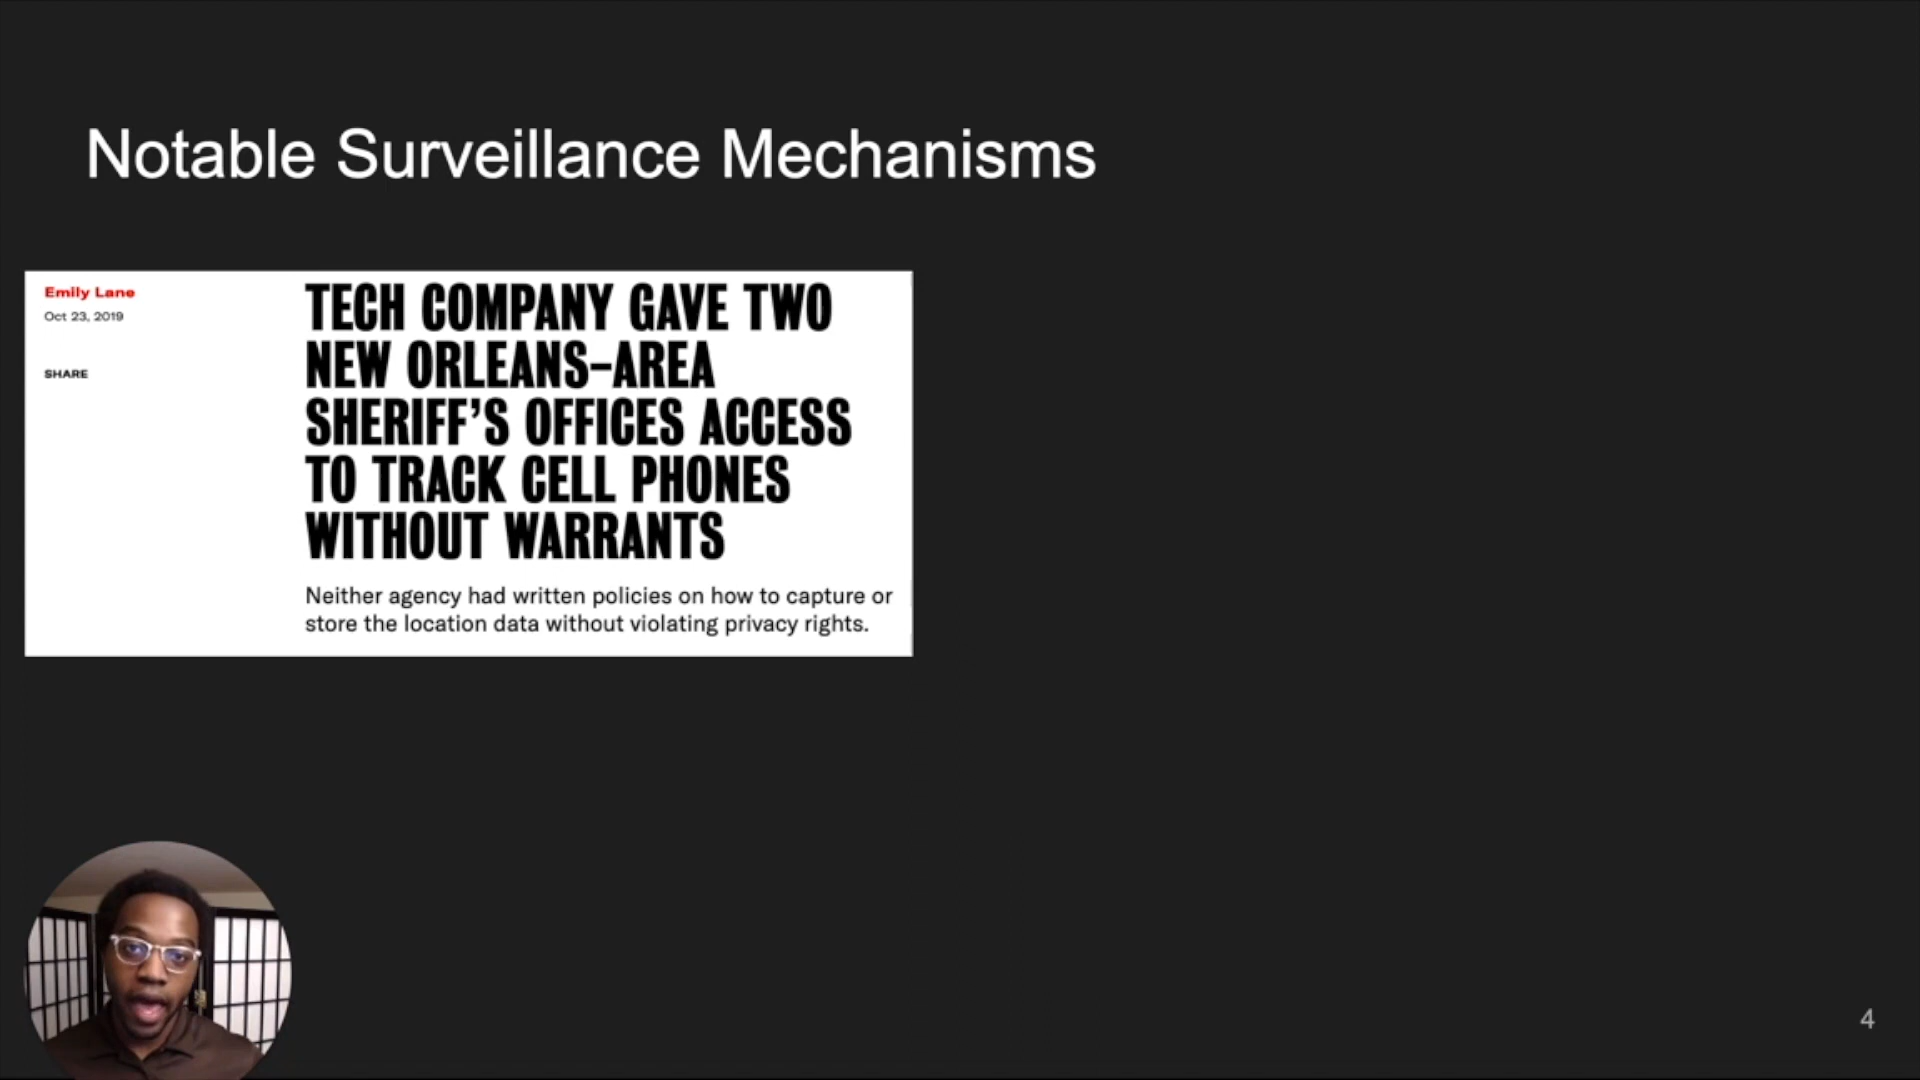 Notable Surveillance Mechanisms
Emily Lane
Oct 23, 2019
SHARE
TECH COMPANY GAVE TWO
NEW ORLEANS–AREA
SHERIFF’S OFFICES ACCESS
TO TRACK CELL PHONES
WITHOUT WARRANTS
Neither agency had written policies on how to capture or
store the location data without violating privacy rights.
4